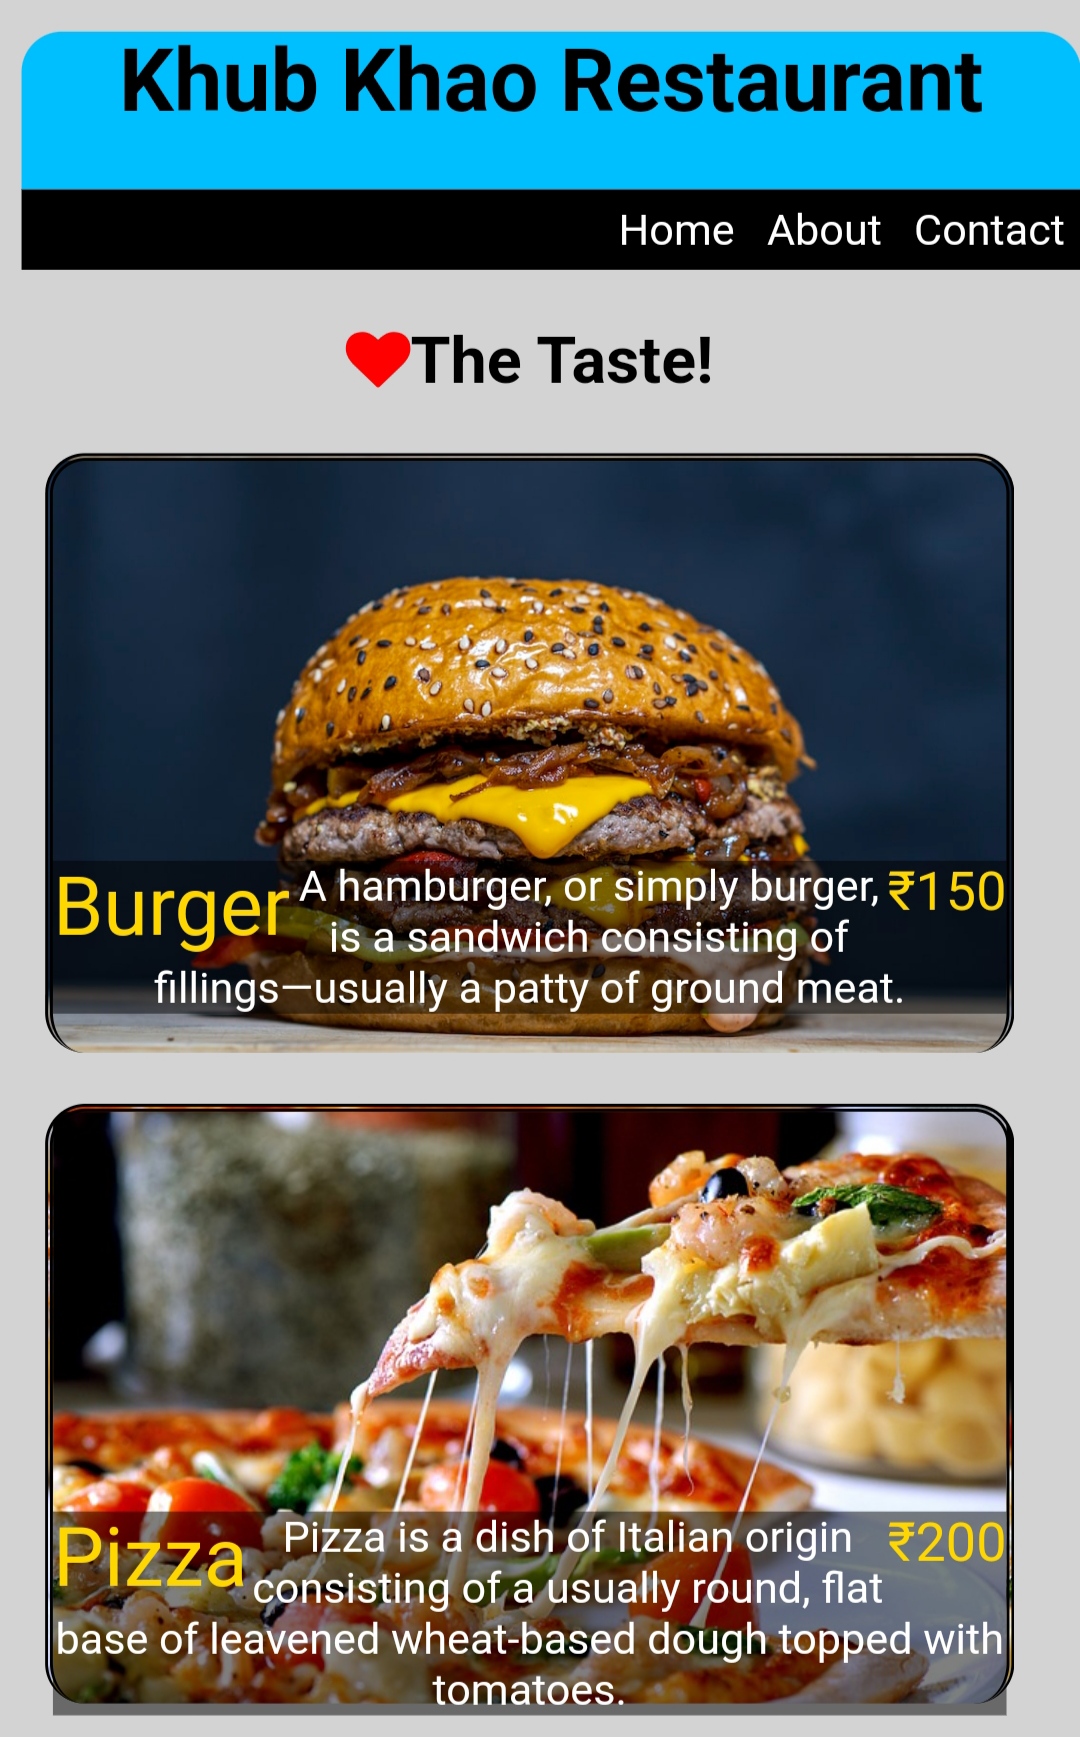 Khub Khao Restaurant
Home About Contact
❤The Taste!
Burger A hamburger, or simply burger, ₹150
is a sandwich consisting of
fillings—usually a patty of ground meat.
Pizza Pizza is a dish of Italian origin ₹200
consisting of a usually round, flat
base of leavened wheat-based dough topped with
tomatoes.